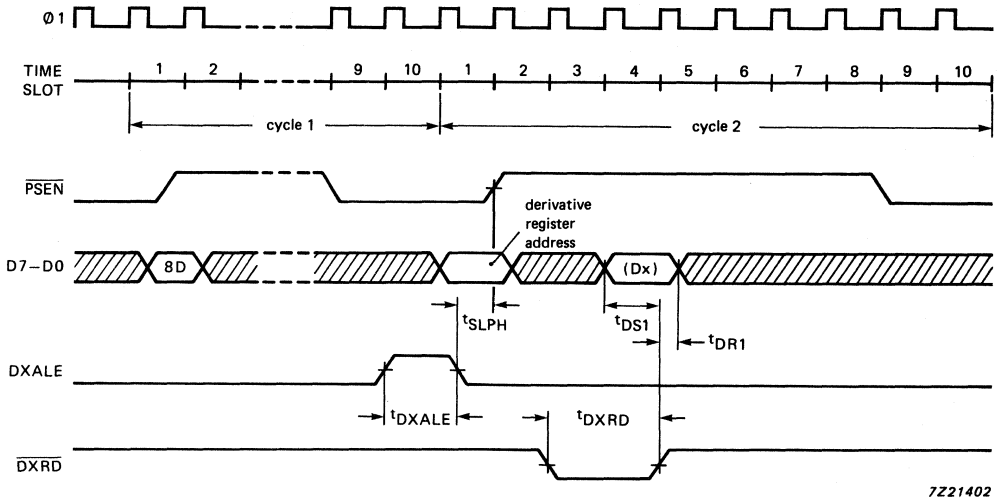 Ø1
TIME SLOT
1 2 9 10 1 2 3 4 5 6 7 8 9 10
cycle 1
cycle 2
PSEN
derivative
register
address
D7–D0
8D
(Dx)
tSLPH
tDS1
tDR1
DXALE
tDXALE
tDXRD
DXRD
7Z21402